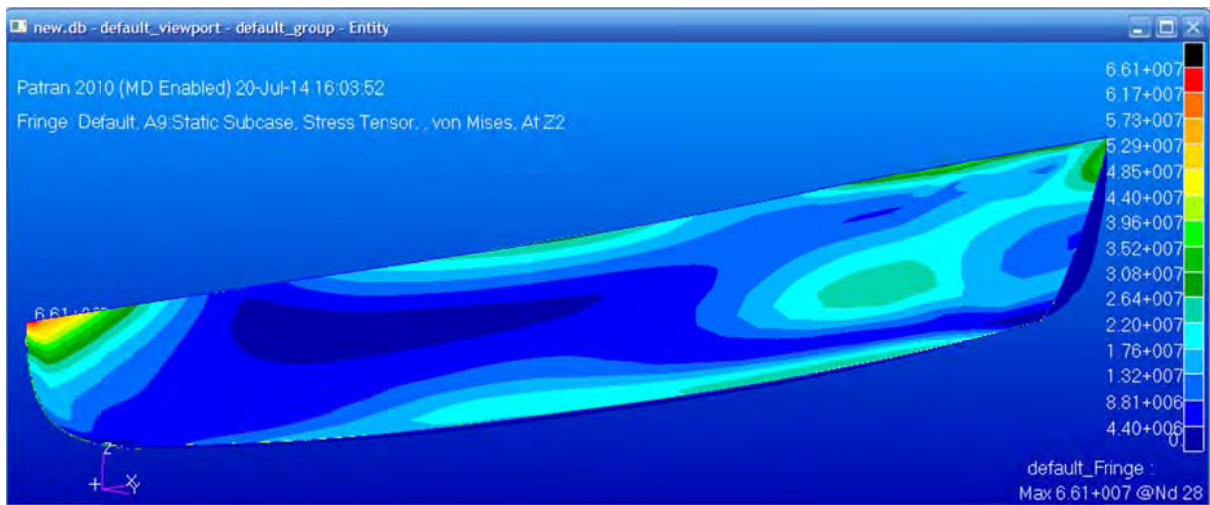 new.db - default_viewport - default_group - Entity
Patran 2010 (MD Enabled) 20-Jul-14 16:03:52
Fringe: Default, A9:Static Subcase, Stress Tensor, , von Mises, At Z2
6.61+007
6.17+007
5.73+007
5.29+007
4.85+007
4.40+007
3.96+007
3.52+007
3.08+007
2.64+007
2.20+007
1.76+007
1.32+007
8.81+006
4.40+006
0.
Z
X
Y
default_Fringe :
Max 6.61+007 @Nd 28